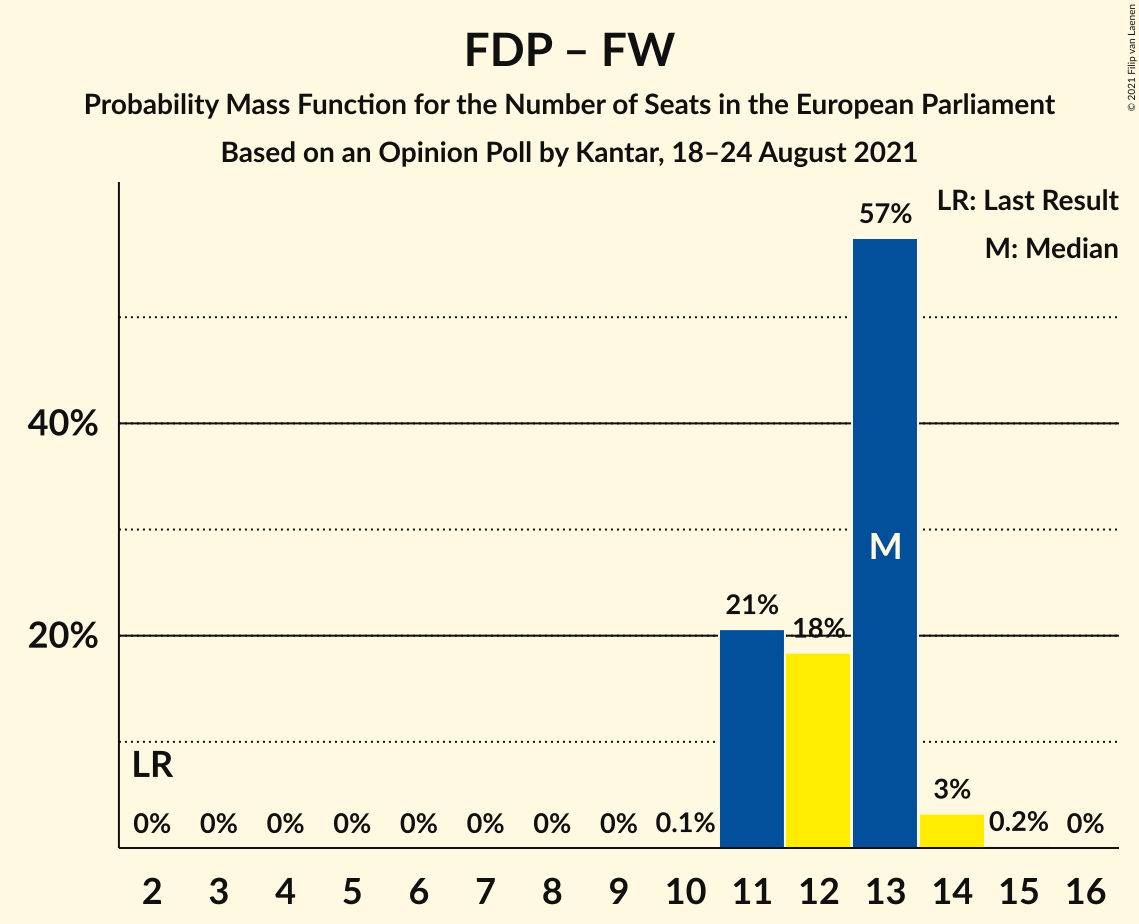 FDP – FW
Probability Mass Function for the Number of Seats in the European Parliament
Based on an Opinion Poll by Kantar, 18–24 August 2021
© 2021 Filip van Laenen
LR: Last Result
M: Median
57%
40%
M
21%
18%
20%
LR
3%
0% 0% 0% 0% 0% 0% 0% 0% 0.1% 0.2% 0%
2 3 4 5 6 7 8 9 10 11 12 13 14 15 16